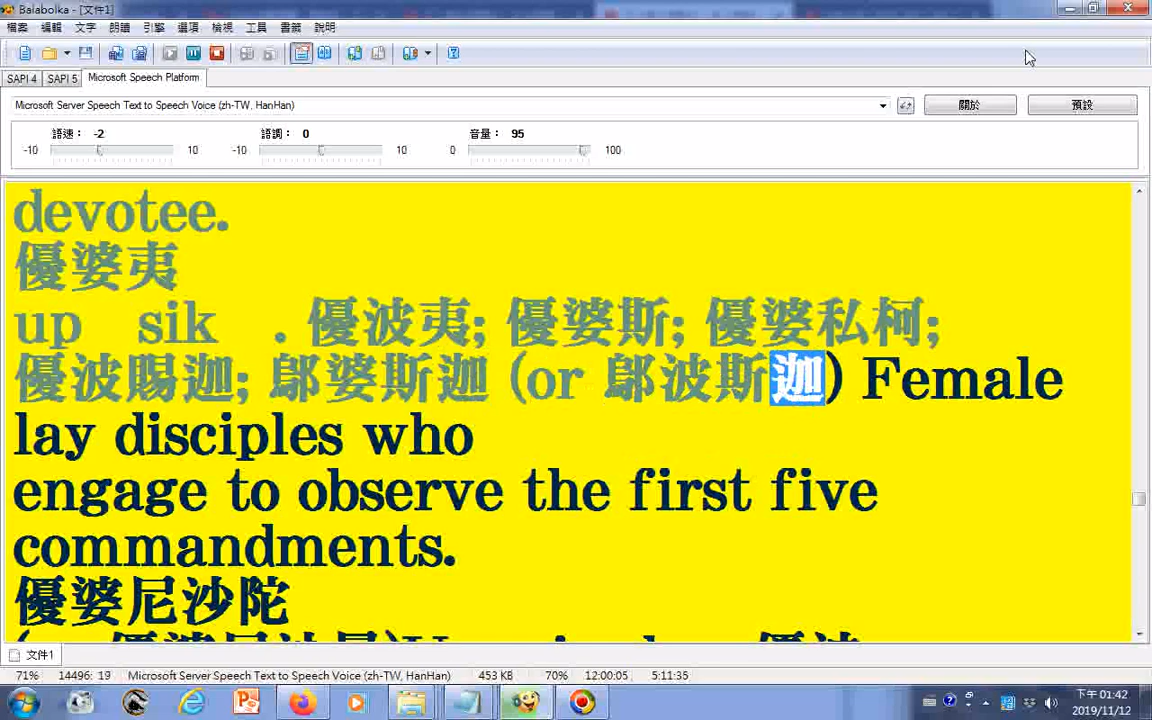 Balabolka - [文件1]
檔案 編輯 文字 朗讀 引擎 選項 檢視 工具 書籤 說明
SAPI 4 SAPI 5 Microsoft Speech Platform
Microsoft Server Speech Text to Speech Voice (zh-TW, HanHan) 關於 預設
語速： -2 語調： 0 音量： 95
-10 10 -10 10 0 100
devotee.
優婆夷
up sik . 優波夷; 優婆斯; 優婆私柯;
優波賜迦; 鄔婆斯迦 (or 鄔波斯迦) Female
lay disciples who
engage to observe the first five
commandments.
優婆尼沙陀
文件1
71% 14496: 19 Microsoft Server Speech Text to Speech Voice (zh-TW, HanHan) 453 KB 70% 12:00:05 5:11:35
下午 01:42
2019/11/12